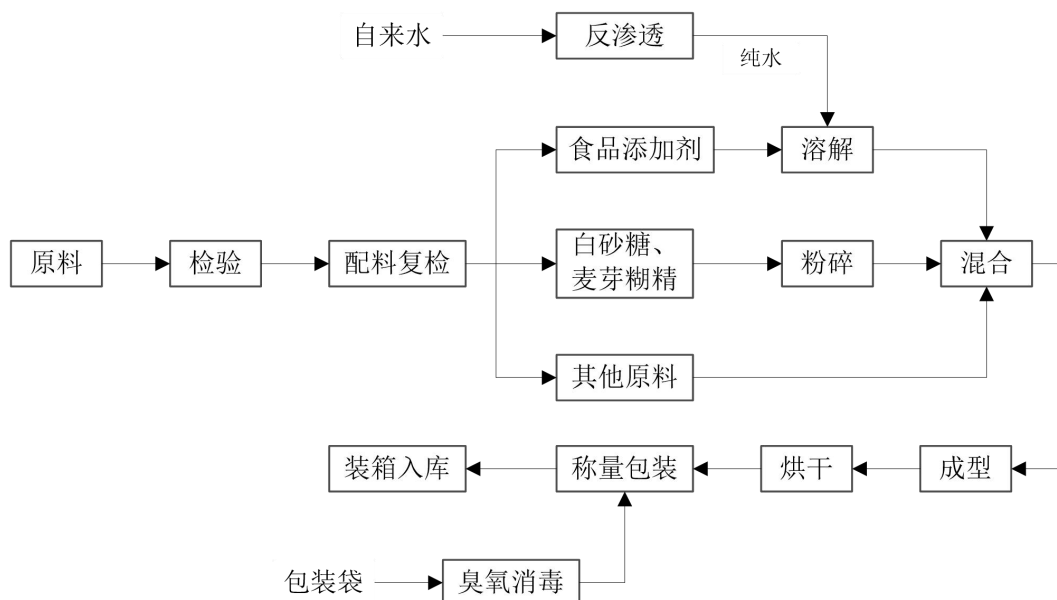 自来水
反渗透
纯水
食品添加剂
溶解
原料
检验
配料复检
白砂糖、
麦芽糊精
粉碎
混合
其他原料
装箱入库
称量包装
烘干
成型
包装袋
臭氧消毒